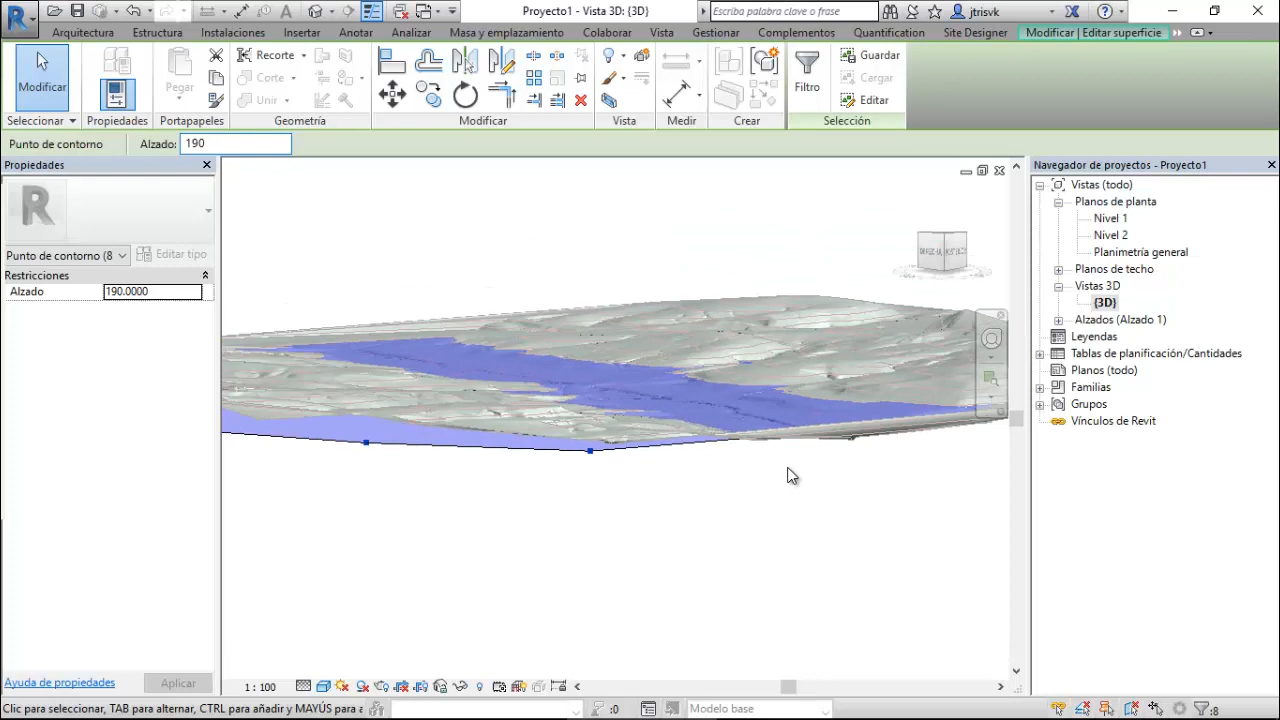 Proyecto1 - Vista 3D: {3D}
Escriba palabra clave o frase
jtrisvk
Arquitectura
Estructura
Instalaciones
Insertar
Anotar
Analizar
Masa y emplazamiento
Colaborar
Vista
Gestionar
Complementos
Quantification
Site Designer
Modificar | Editar superficie
Modificar
Pegar
Recorte
Corte
Unir
Filtro
Guardar
Cargar
Editar
Seleccionar
Propiedades
Portapapeles
Geometría
Modificar
Vista
Medir
Crear
Selección
Punto de contorno
Alzado: 190
Propiedades
Punto de contorno (8
Editar tipo
Restricciones
Alzado
190.0000
Ayuda de propiedades
Aplicar
Navegador de proyectos - Proyecto1
Vistas (todo)
Planos de planta
Nivel 1
Nivel 2
Planimetría general
Planos de techo
Vistas 3D
{3D}
Alzados (Alzado 1)
Leyendas
Tablas de planificación/Cantidades
Planos (todo)
Familias
Grupos
Vínculos de Revit
1 : 100
Clic para seleccionar, TAB para alternar, CTRL para añadir y MAYÚS para a
:0
Modelo base
:8